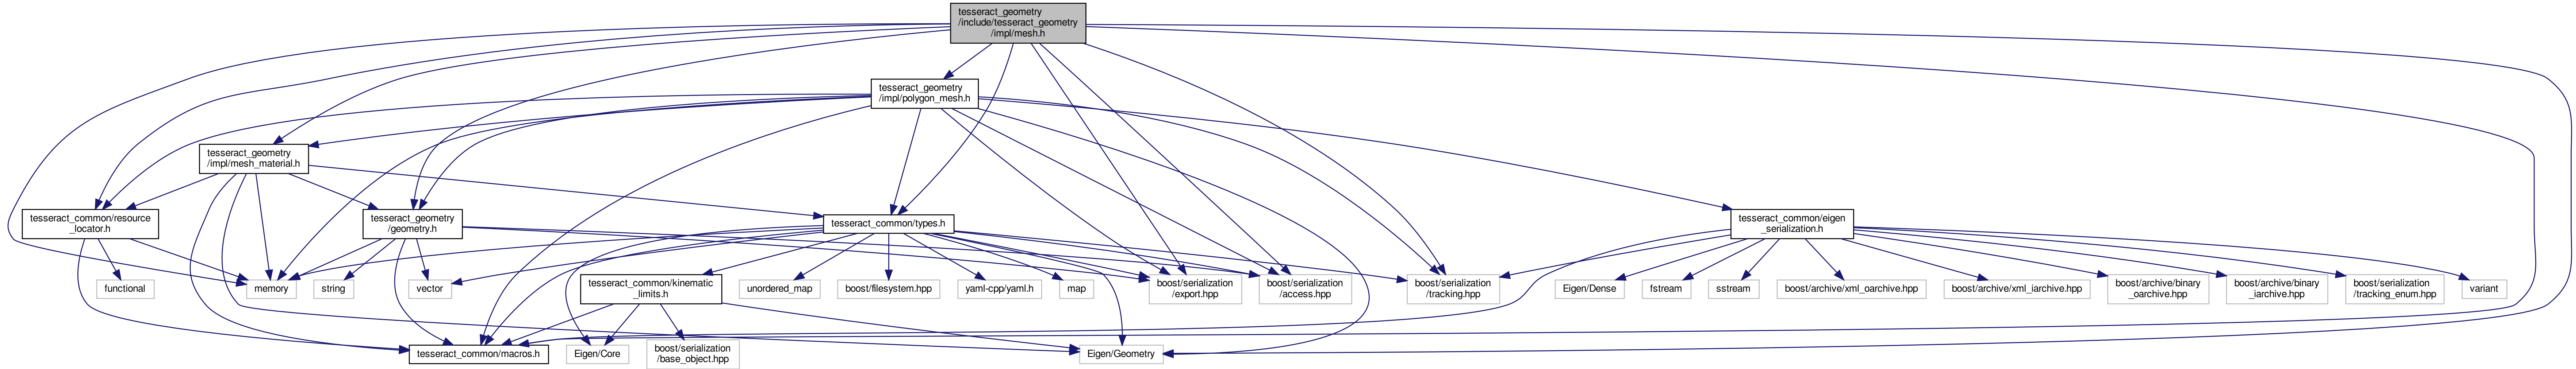 tesseract_geometry
/include/tesseract_geometry
/impl/mesh.h
tesseract_geometry
/impl/polygon_mesh.h
tesseract_geometry
/impl/mesh_material.h
tesseract_common/resource
_locator.h
tesseract_geometry
/geometry.h
tesseract_common/types.h
tesseract_common/eigen
_serialization.h
functional
memory
string
vector
tesseract_common/kinematic
_limits.h
unordered_map
boost/filesystem.hpp
yaml-cpp/yaml.h
map
boost/serialization
/export.hpp
boost/serialization
/access.hpp
boost/serialization
/tracking.hpp
Eigen/Dense
fstream
sstream
boost/archive/xml_oarchive.hpp
boost/archive/xml_iarchive.hpp
boost/archive/binary
_oarchive.hpp
boost/archive/binary
_iarchive.hpp
boost/serialization
/tracking_enum.hpp
variant
tesseract_common/macros.h
Eigen/Core
boost/serialization
/base_object.hpp
Eigen/Geometry